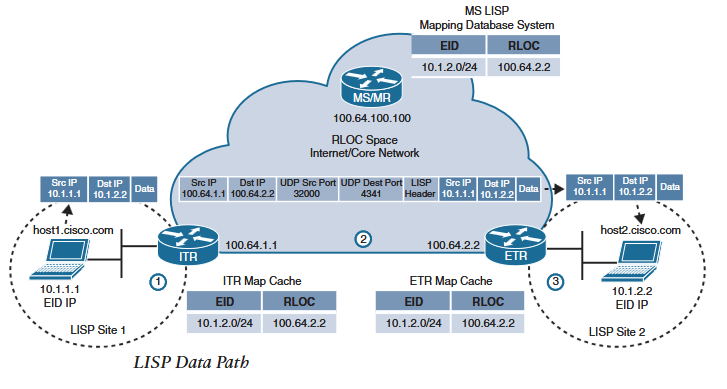 MS LISP
Mapping Database System
EID RLOC
10.1.2.0/24 100.64.2.2
MS/MR
100.64.100.100
RLOC Space
Internet/Core Network
Src IP 10.1.1.1 Dst IP 10.1.2.2 Data
Src IP 100.64.1.1 Dst IP 100.64.2.2 UDP Src Port 32000 UDP Dest Port 4341 LISP Header Src IP 10.1.1.1 Dst IP 10.1.2.2 Data
Src IP 10.1.1.1 Dst IP 10.1.2.2 Data
host1.cisco.com
host2.cisco.com
ITR
100.64.1.1
2
100.64.2.2
ETR
1
3
10.1.1.1
EID IP
LISP Site 1
ITR Map Cache
EID RLOC
10.1.2.0/24 100.64.2.2
ETR Map Cache
EID RLOC
10.1.2.0/24 100.64.2.2
10.1.2.2
EID IP
LISP Site 2
LISP Data Path